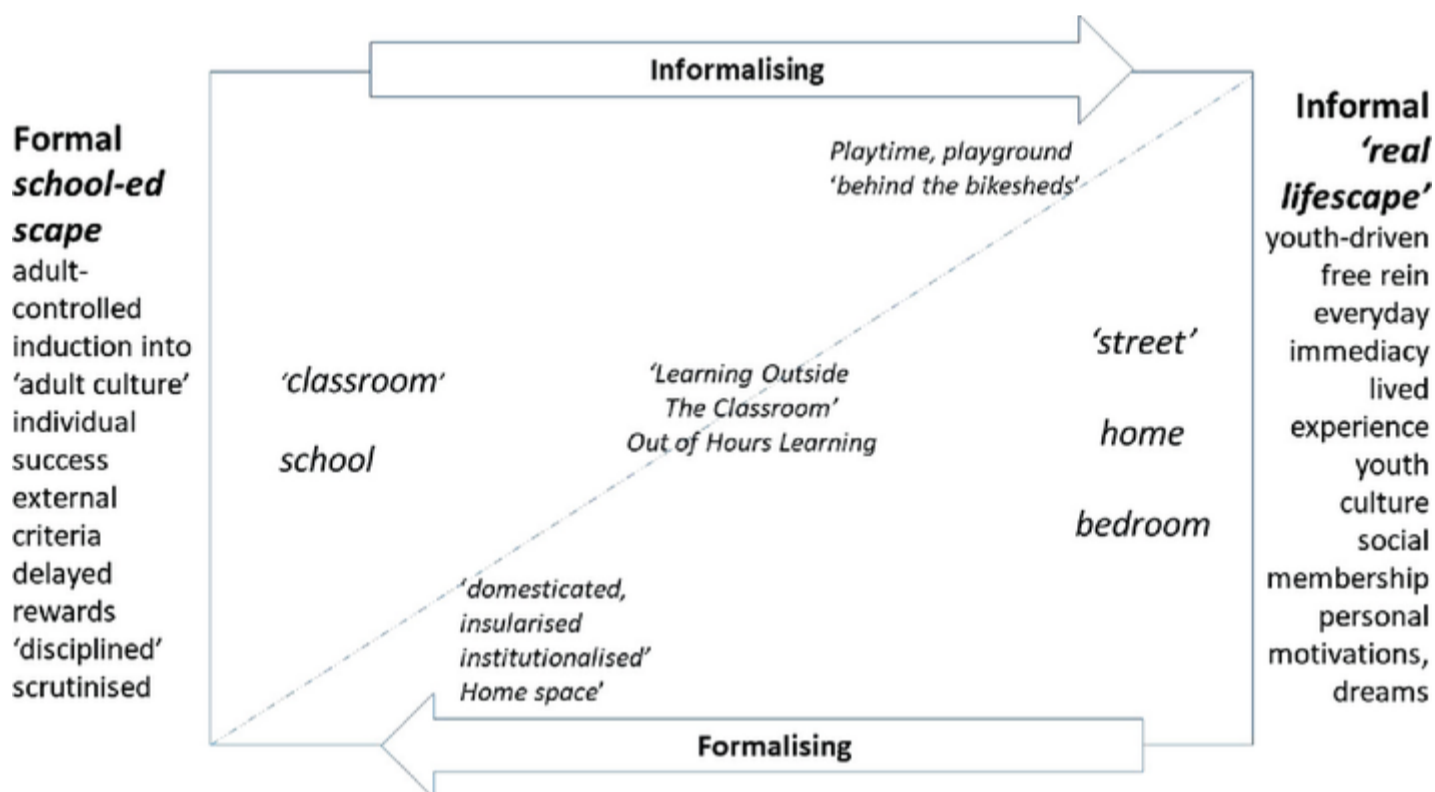 Informalising
Formal
school-ed
scape
adult-
controlled
induction into
‘adult culture’
individual
success
external
criteria
delayed
rewards
‘disciplined’
scrutinised
Playtime, playground
‘behind the bikesheds’
‘classroom’
school
‘Learning Outside
The Classroom’
Out of Hours Learning
‘domesticated,
insularised
institutionalised’
Home space’
‘street’
home
bedroom
Informal
‘real
lifescape’
youth-driven
free rein
everyday
immediacy
lived
experience
youth
culture
social
membership
personal
motivations,
dreams
Formalising